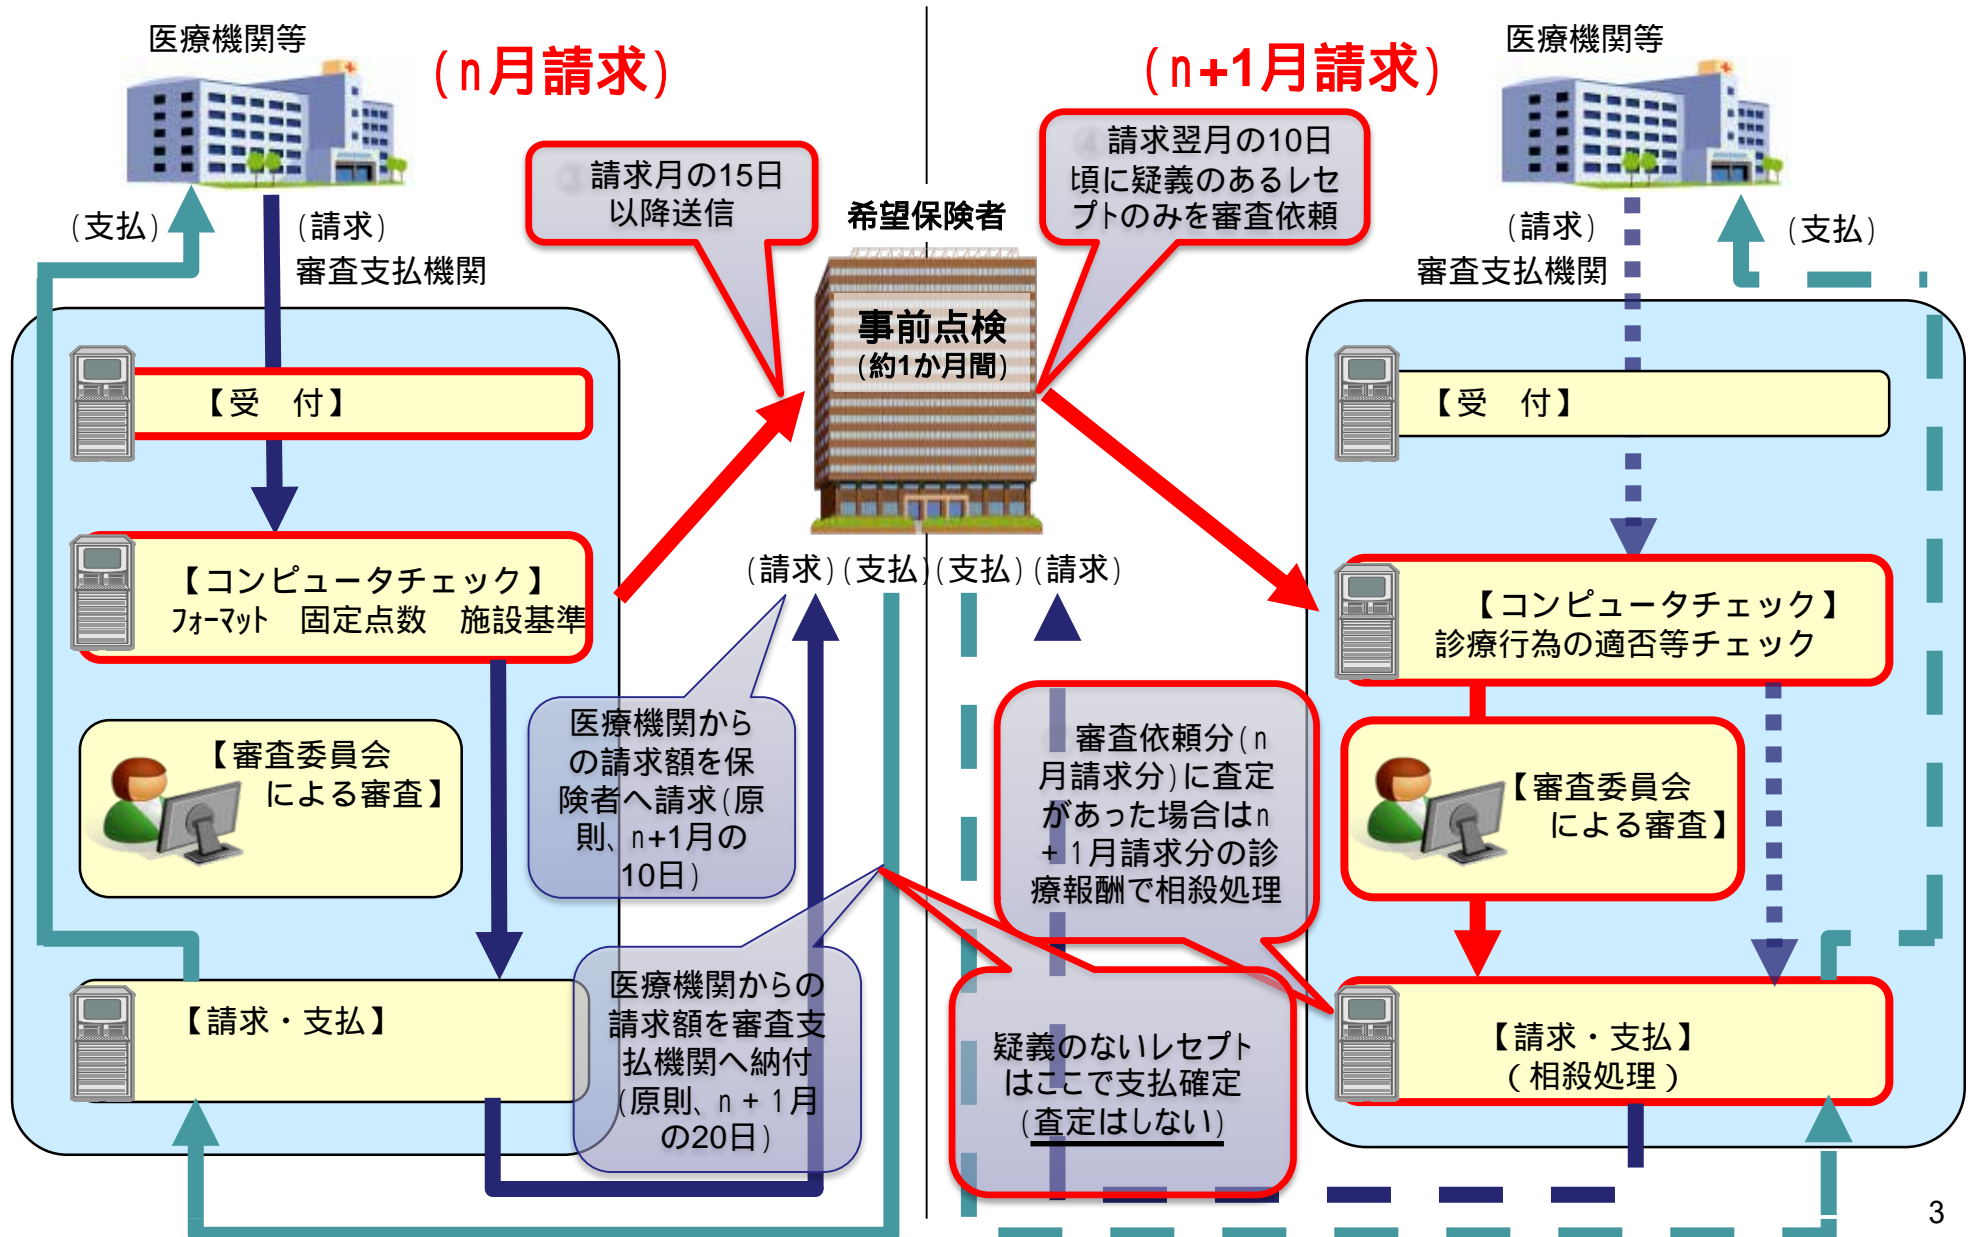 医療機関等
(n月請求)
(n+1月請求)
医療機関等
③請求月の15日
以降送信
④請求翌月の10日
頃に疑義のあるレセ
プトのみを審査依頼
希望保険者
事前点検
(約1か月間)
(支払)
(請求)
審査支払機関
(請求)
(支払)
審査支払機関
【受　付】
【コンピュータチェック】
フォーマット　固定点数　施設基準
【審査委員会
による審査】
【請求・支払】
(請求)(支払)(支払)(請求)
医療機関から
の請求額を保
険者へ請求(原
則、n+1月の
10日)
医療機関からの
請求額を審査支
払機関へ納付
(原則、n+1月
の20日)
審査依頼分(n
月請求分)に査定
があった場合はn
+1月請求分の診
療報酬で相殺処理
疑義のないレセプト
はここで支払確定
(査定はしない)
【受　付】
【コンピュータチェック】
診療行為の適否等チェック
【審査委員会
による審査】
【請求・支払】
(相殺処理)
3